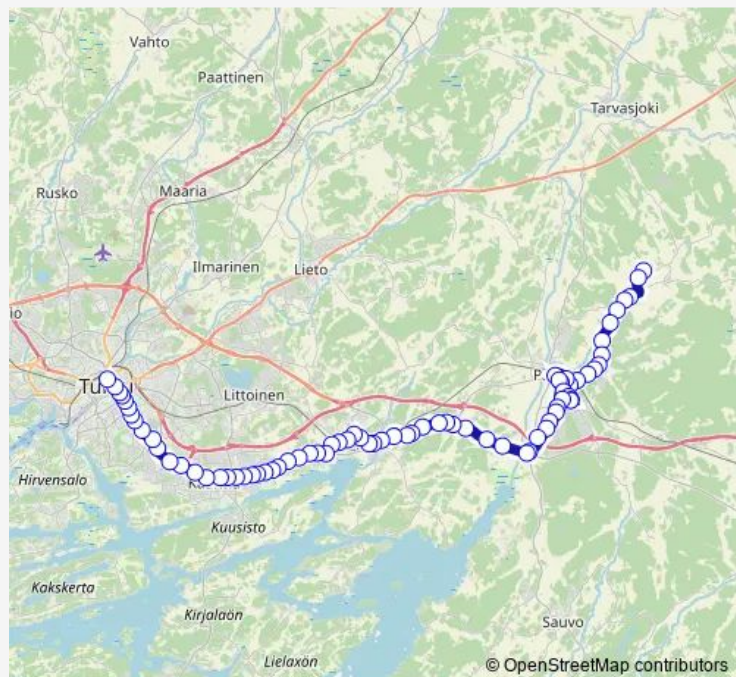 Vahto
Paattinen
Tarvasjoki
Rusko
Maaria
Ilmarinen
Lieto
Littoinen
Hirvensalo
Kuusisto
Kakskerta
Kirjalaön
Sauvo
Lielaxön
© OpenStreetMap contributors